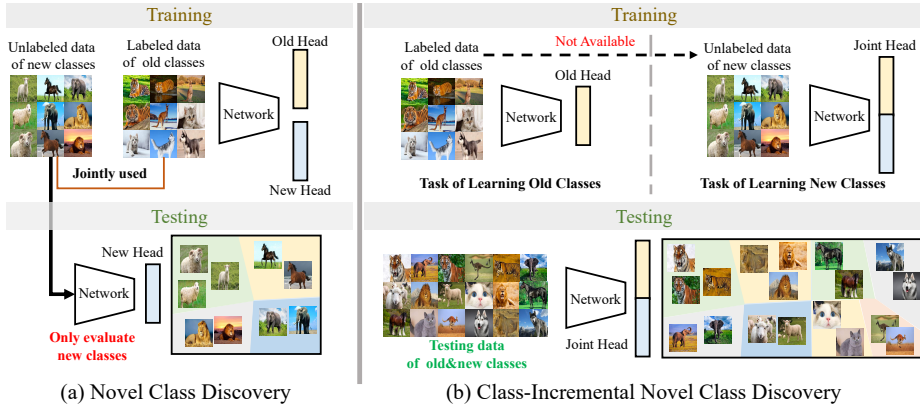 Training
Unlabeled data
of new classes
Labeled data
of old classes
Old Head
Network
New Head
Jointly used
Testing
New Head
Network
Only evaluate
new classes
(a) Novel Class Discovery
Training
Labeled data
of old classes
Not Available
Unlabeled data
of new classes
Joint Head
Old Head
Network
Network
Task of Learning Old Classes
Task of Learning New Classes
Testing
Network
Joint Head
Testing data
of old&new classes
(b) Class-Incremental Novel Class Discovery